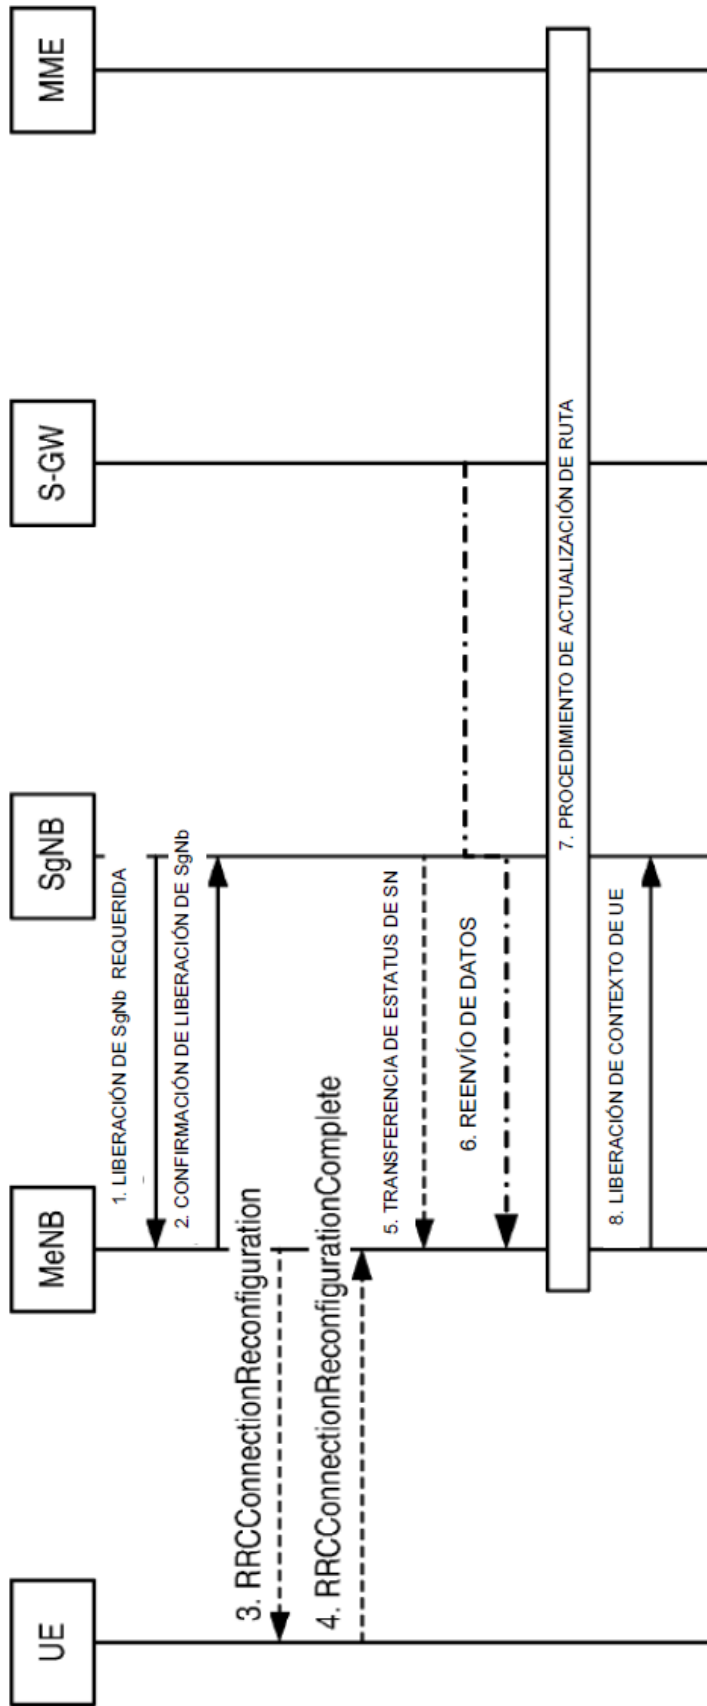 UE
MeNB
SgNB
S-GW
MME
1. LIBERACIÓN DE SgNb REQUERIDA
2. CONFIRMACIÓN DE LIBERACIÓN DE SgNb
3. RRCConnectionReconfiguration
4. RRCConnectionReconfigurationComplete
5. TRANSFERENCIA DE ESTATUS DE SN
6. REENVÍO DE DATOS
7. PROCEDIMIENTO DE ACTUALIZACIÓN DE RUTA
8. LIBERACIÓN DE CONTEXTO DE UE